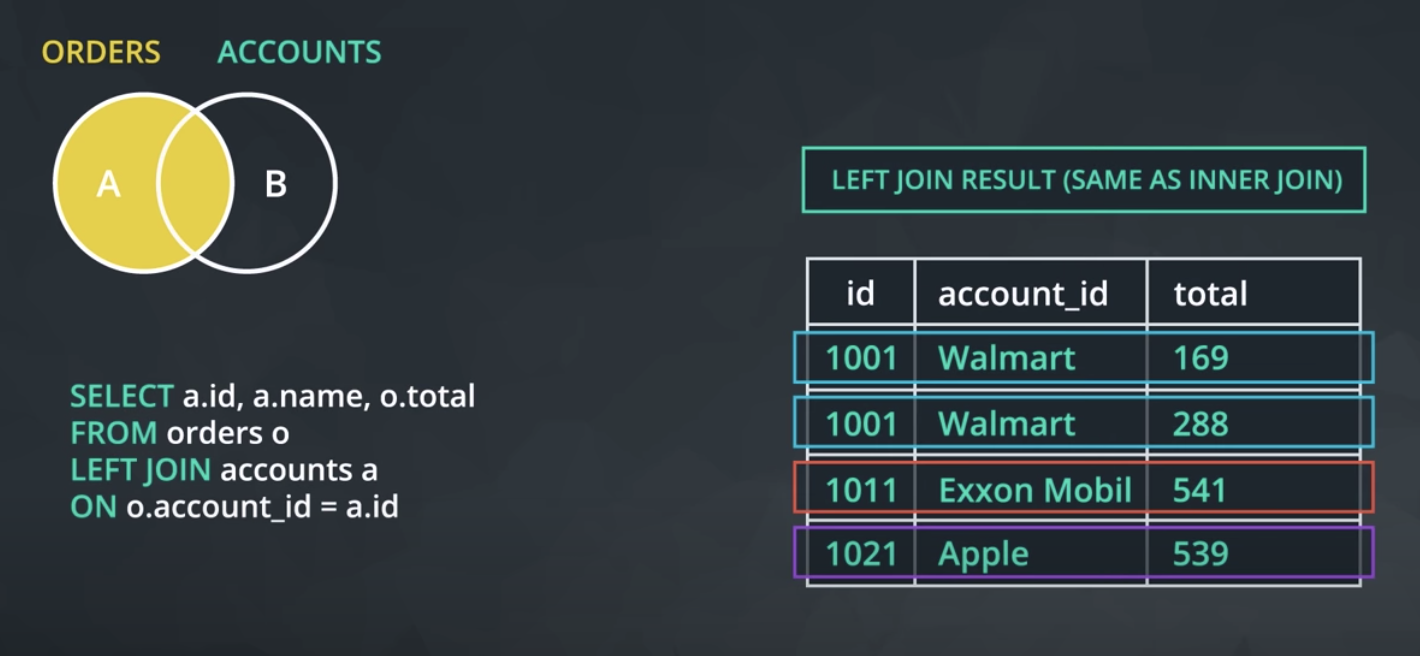 ORDERS ACCOUNTS
A B
SELECT a.id, a.name, o.total
FROM orders o
LEFT JOIN accounts a
ON o.account_id = a.id
LEFT JOIN RESULT (SAME AS INNER JOIN)
id account_id total
1001 Walmart 169
1001 Walmart 288
1011 Exxon Mobil 541
1021 Apple 539